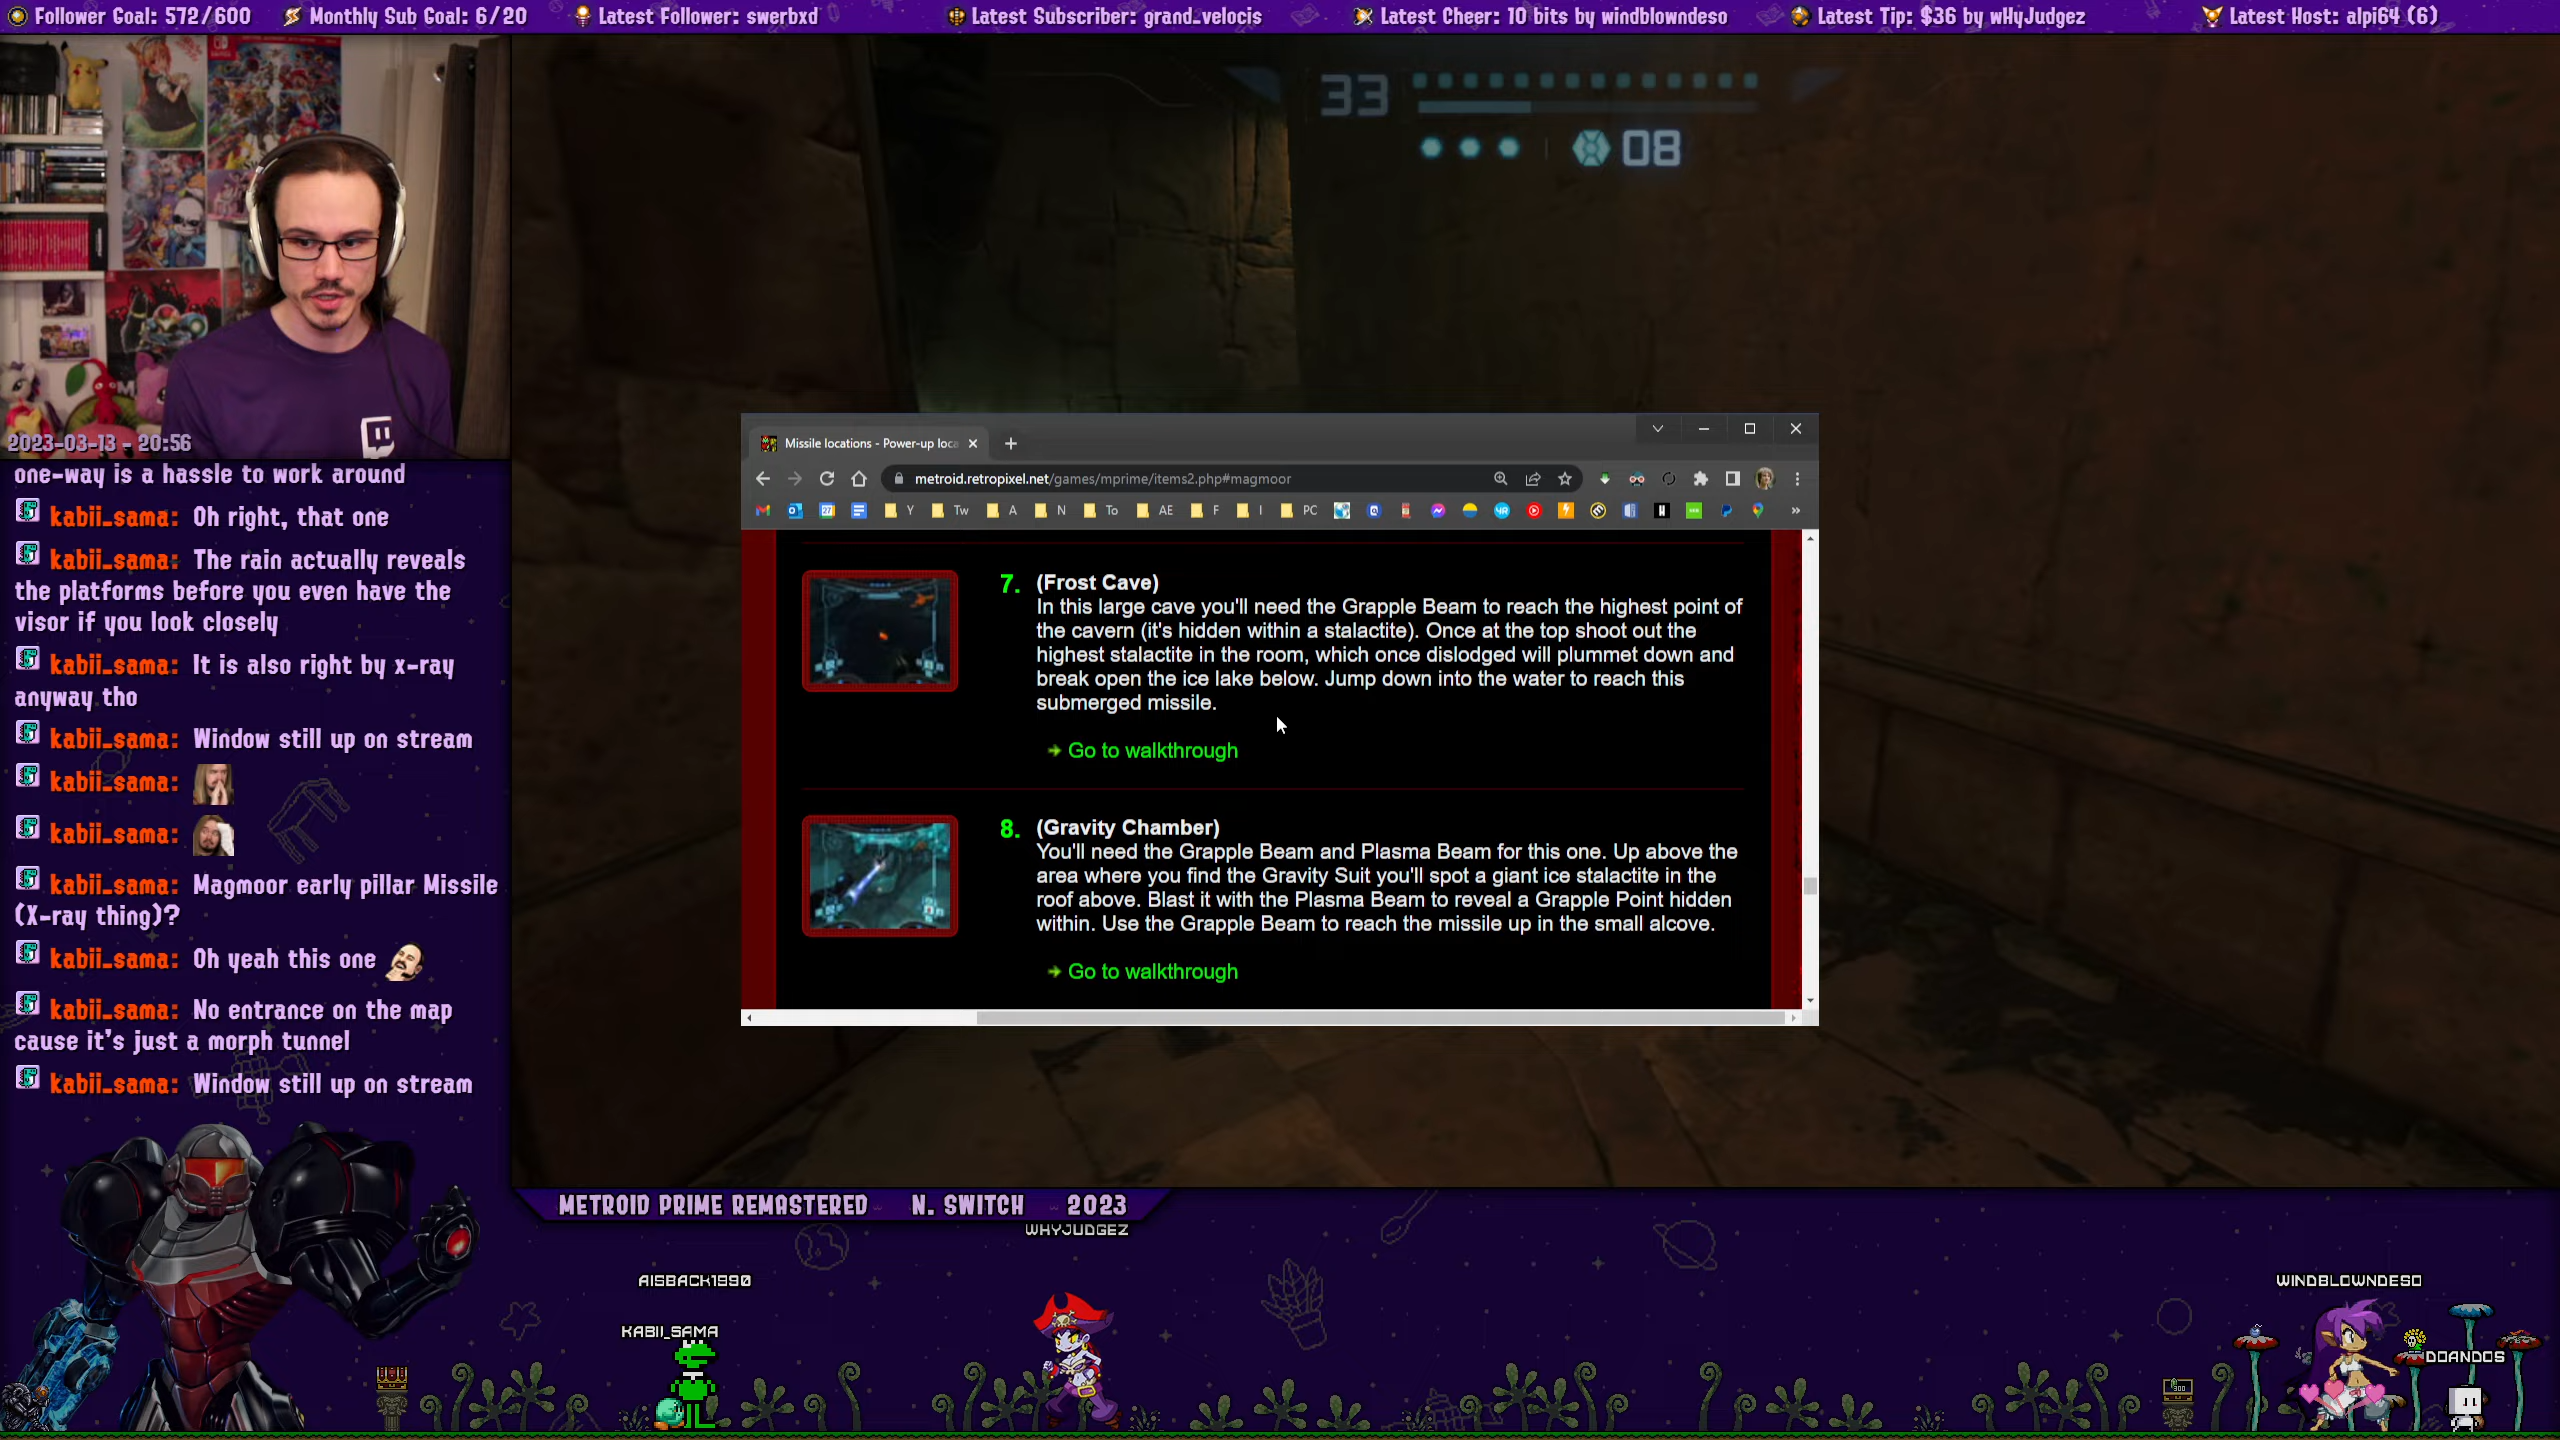 Follower Goal: 572/600
Monthly Sub Goal: 6/20
Latest Follower: swerbxd
Latest Subscriber: grand_velocis
Latest Cheer: 10 bits by windblowndeso
Latest Tip: $36 by wHyJudgez
Latest Host: alpi64 (6)
33
08
2023-03-13 - 20:56
one-way is a hassle to work around
kabii_sama: Oh right, that one
kabii_sama: The rain actually reveals
the platforms before you even have the
visor if you look closely
kabii_sama: It is also right by x-ray
anyway tho
kabii_sama: Window still up on stream
kabii_sama:
kabii_sama:
kabii_sama: Magmoor early pillar Missile
(X-ray thing)?
kabii_sama: Oh yeah this one
kabii_sama: No entrance on the map
cause it's just a morph tunnel
kabii_sama: Window still up on stream
Missile locations - Power-up loca
metroid.retropixel.net/games/mprime/items2.php#magmoor
Y Tw A N To AE F I PC
7. (Frost Cave)
In this large cave you'll need the Grapple Beam to reach the highest point of
the cavern (it's hidden within a stalactite). Once at the top shoot out the
highest stalactite in the room, which once dislodged will plummet down and
break open the ice lake below. Jump down into the water to reach this
submerged missile.
Go to walkthrough
8. (Gravity Chamber)
You'll need the Grapple Beam and Plasma Beam for this one. Up above the
area where you find the Gravity Suit you'll spot a giant ice stalactite in the
roof above. Blast it with the Plasma Beam to reveal a Grapple Point hidden
within. Use the Grapple Beam to reach the missile up in the small alcove.
Go to walkthrough
METROID PRIME REMASTERED N. SWITCH 2023
WHYJUDGEZ
AISBACK1990
KABII_SAMA
WINDBLOWNDESO
DOANDOS